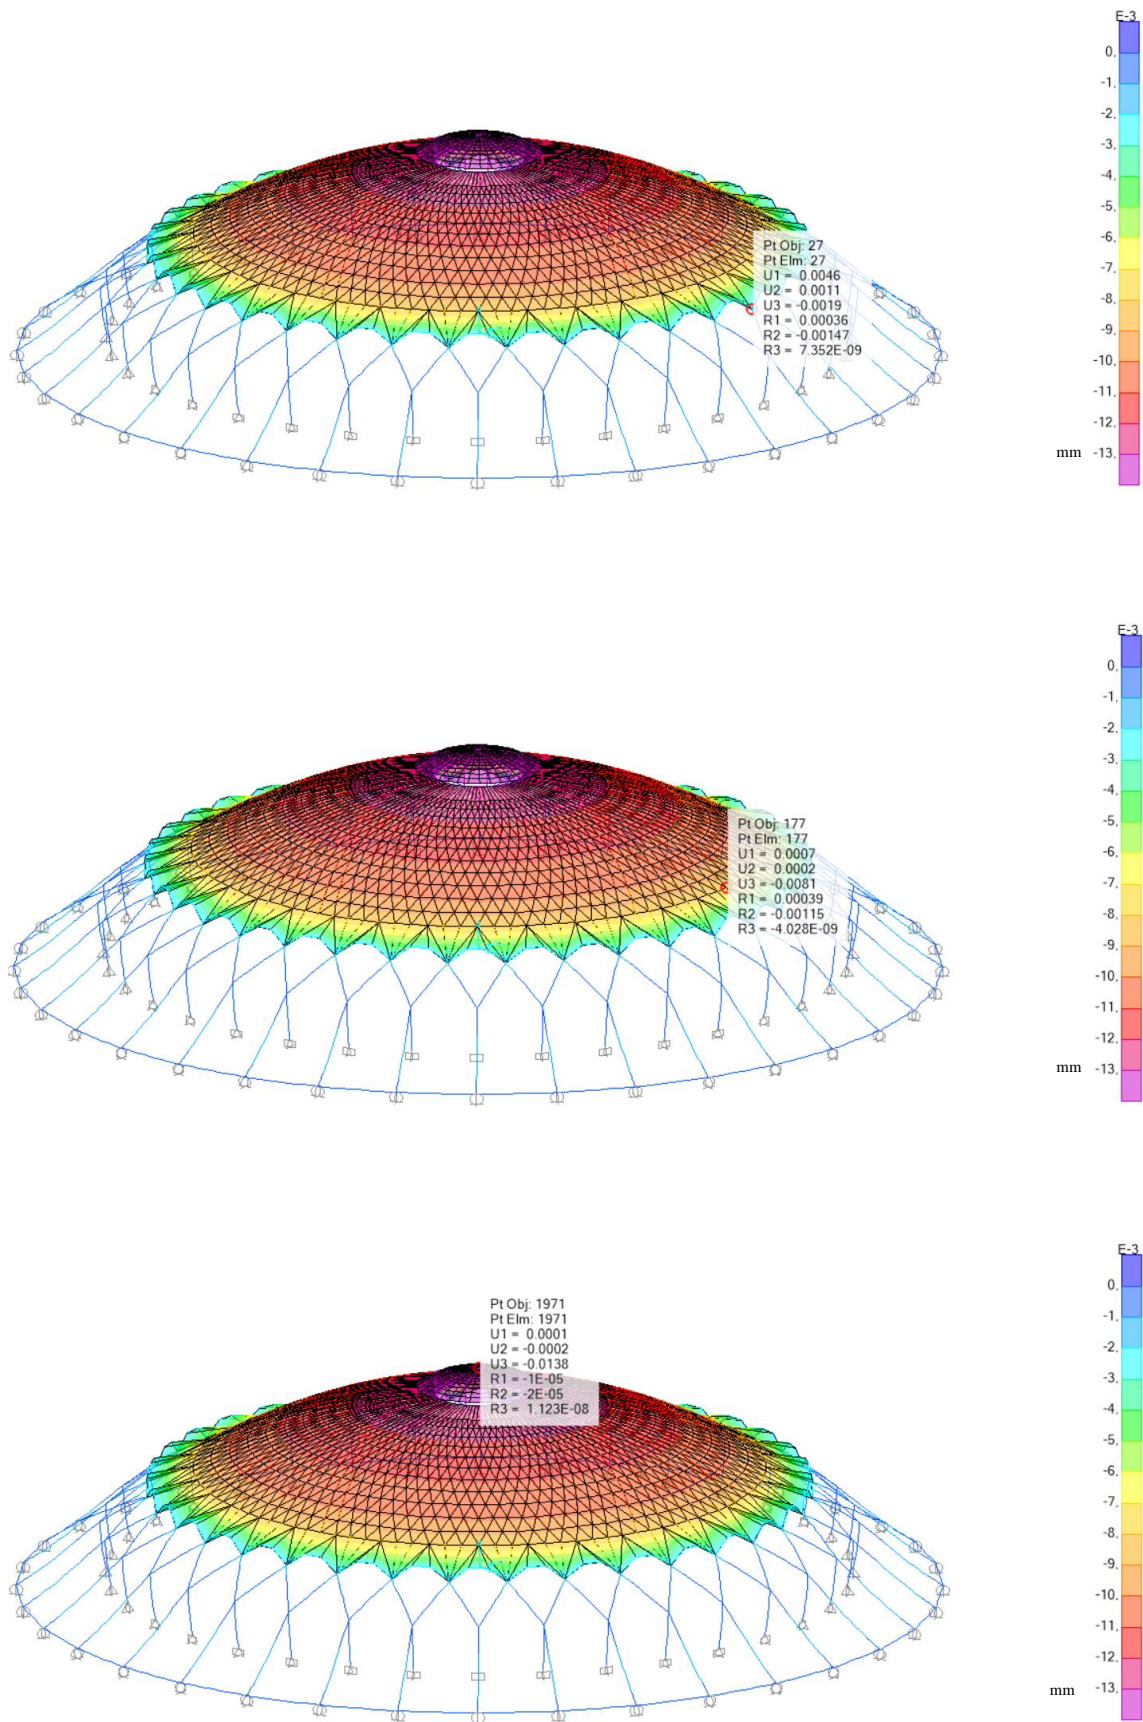 E-3
0.
-1.
-2.
-3.
-4.
-5.
-6.
-7.
-8.
-9.
-10.
-11.
-12.
mm -13.
Pt Obj: 27
Pt Elm: 27
U1 = 0.0046
U2 = 0.0011
U3 = -0.0019
R1 = 0.00036
R2 = -0.00147
R3 = 7.352E-09
E-3
0.
-1.
-2.
-3.
-4.
-5.
-6.
-7.
-8.
-9.
-10.
-11.
-12.
mm -13.
Pt Obj: 177
Pt Elm: 177
U1 = 0.0007
U2 = 0.0002
U3 = -0.0081
R1 = 0.00039
R2 = -0.00115
R3 = -4.028E-09
E-3
0.
-1.
-2.
-3.
-4.
-5.
-6.
-7.
-8.
-9.
-10.
-11.
-12.
mm -13.
Pt Obj: 1971
Pt Elm: 1971
U1 = 0.0001
U2 = -0.0002
U3 = -0.0138
R1 = -1E-05
R2 = -2E-05
R3 = 1.123E-08